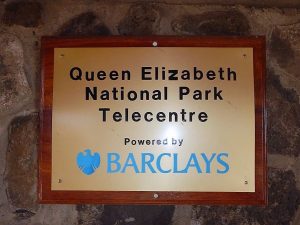 Queen Elizabeth
National Park
Telecentre
Powered by
BARCLAYS